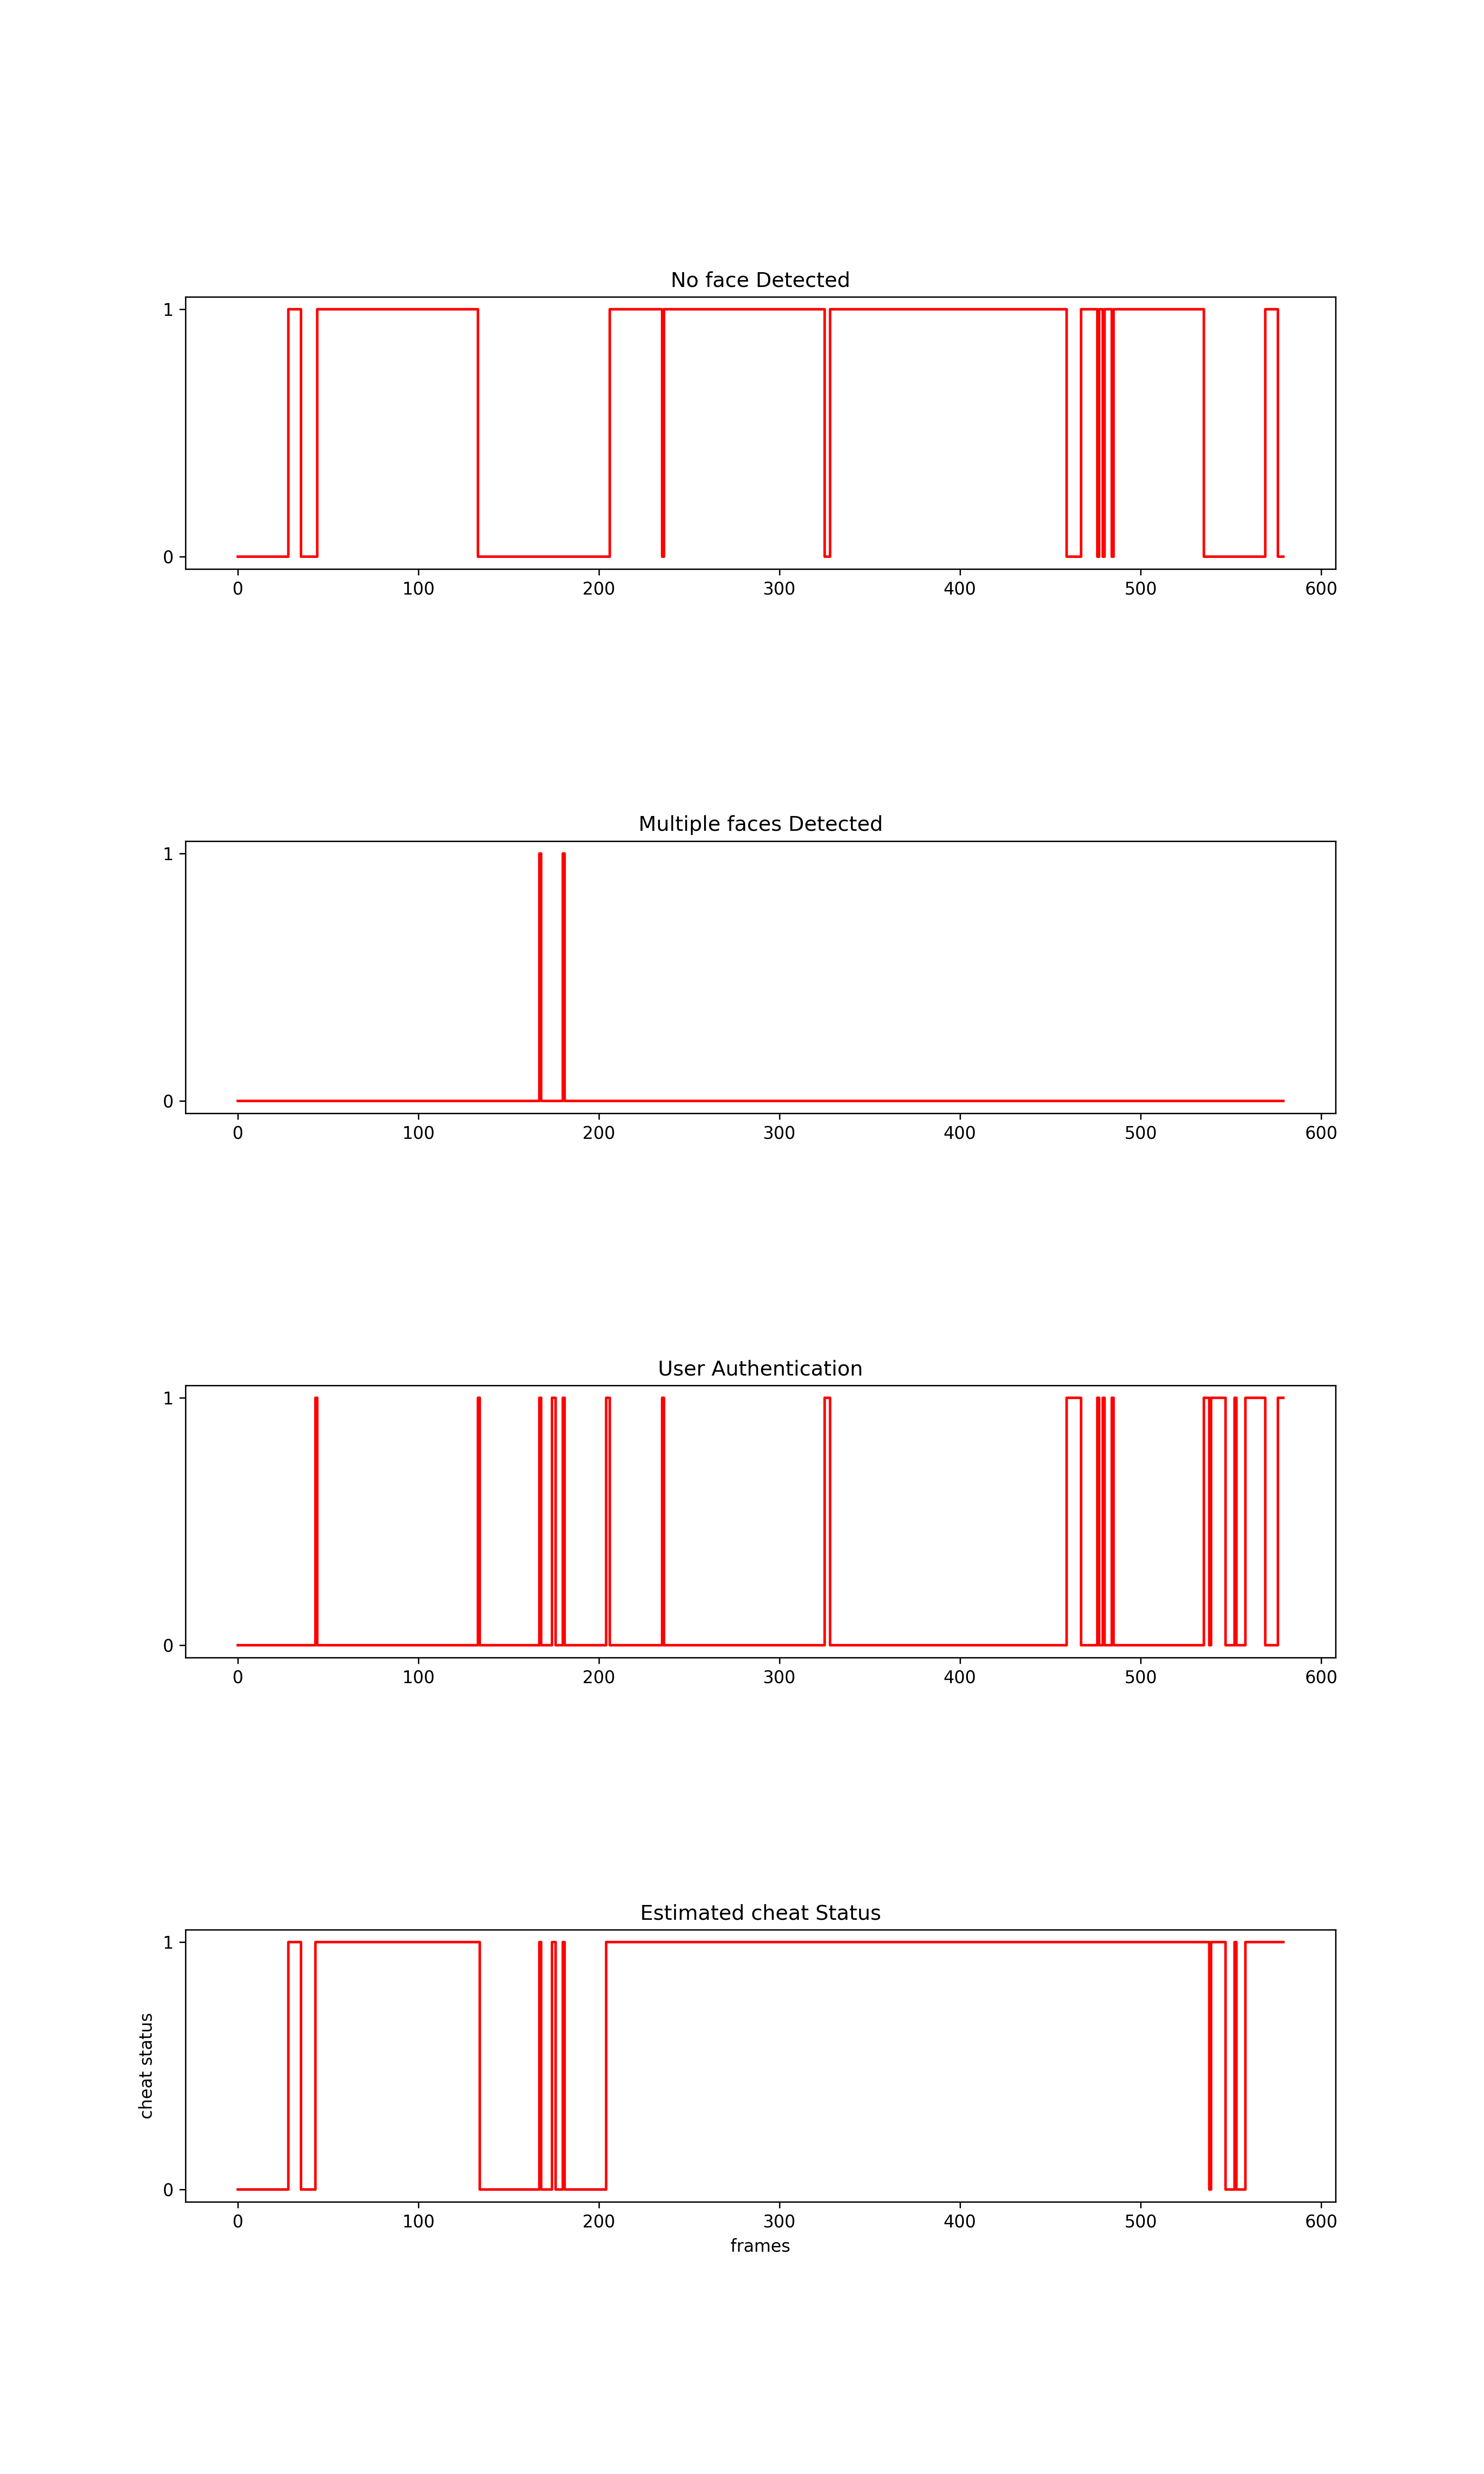 No face Detected
1
0
0 100 200 300 400 500 600
Multiple faces Detected
1
0
0 100 200 300 400 500 600
User Authentication
1
0
0 100 200 300 400 500 600
Estimated cheat Status
1
cheat status
0
0 100 200 300 400 500 600
frames